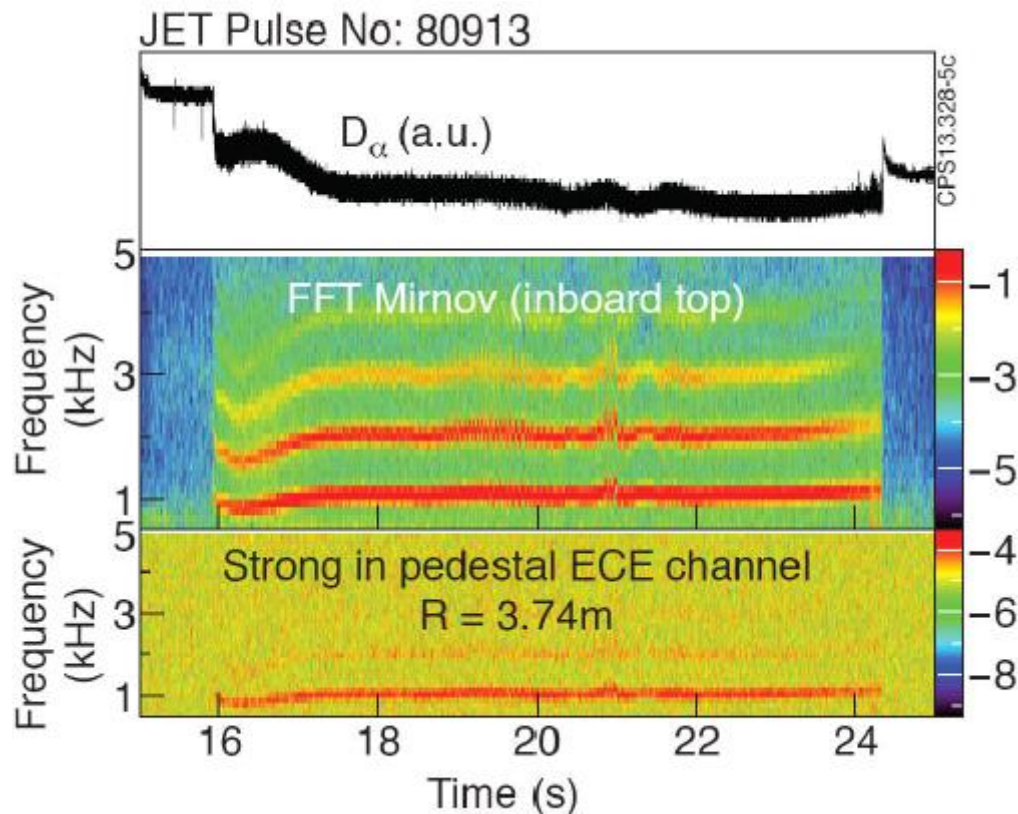 JET Pulse No: 80913
Dα (a.u.)
CPS13.328-5c
Frequency
(kHz)
5
3
1
FFT Mirnov (inboard top)
−1
−3
−5
Frequency
(kHz)
5
3
1
Strong in pedestal ECE channel
R = 3.74m
−4
−6
−8
16 18 20 22 24
Time (s)